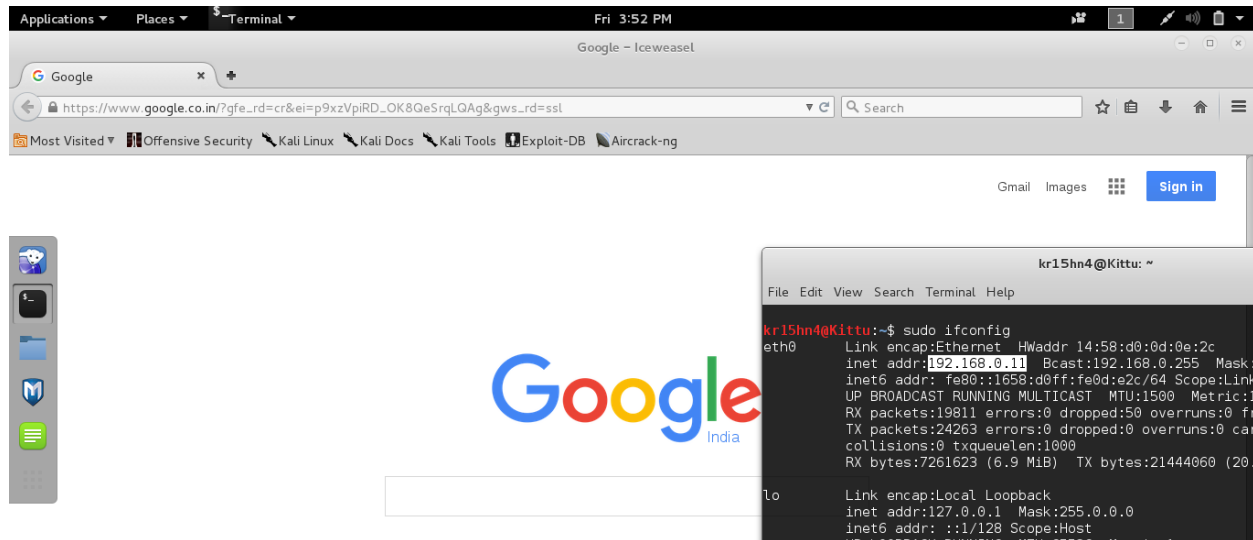 Applications Places Terminal Fri 3:52 PM 1
Google - Iceweasel
Google
https://www.google.co.in/?gfe_rd=cr&ei=p9xzVpiRD_OK8QeSrqLQAg&gws_rd=ssl Search
Most Visited Offensive Security Kali Linux Kali Docs Kali Tools Exploit-DB Aircrack-ng
Gmail Images Sign in
Google
India
kr15hn4@Kittu: ~
File Edit View Search Terminal Help
kr15hn4@Kittu:~$ sudo ifconfig
eth0 Link encap:Ethernet HWaddr 14:58:d0:0d:0e:2c
inet addr:192.168.0.11 Bcast:192.168.0.255 Mask:
inet6 addr: fe80::1658:d0ff:fe0d:e2c/64 Scope:Link
UP BROADCAST RUNNING MULTICAST MTU:1500 Metric:1
RX packets:19811 errors:0 dropped:50 overruns:0 fr
TX packets:24263 errors:0 dropped:0 overruns:0 car
collisions:0 txqueuelen:1000
RX bytes:7261623 (6.9 MiB) TX bytes:21444060 (20.
lo Link encap:Local Loopback
inet addr:127.0.0.1 Mask:255.0.0.0
inet6 addr: ::1/128 Scope:Host